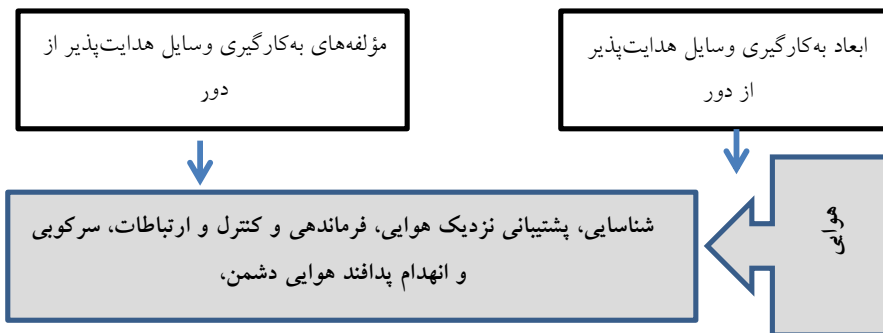 ابعاد به‌کارگیری وسایل هدایت‌پذیر
از دور
مؤلفه‌های به‌کارگیری وسایل هدایت‌پذیر از
دور
هوایی
شناسایی، پشتیبانی نزدیک هوایی، فرماندهی و کنترل و ارتباطات، سرکوبی
و انهدام پدافند هوایی دشمن،